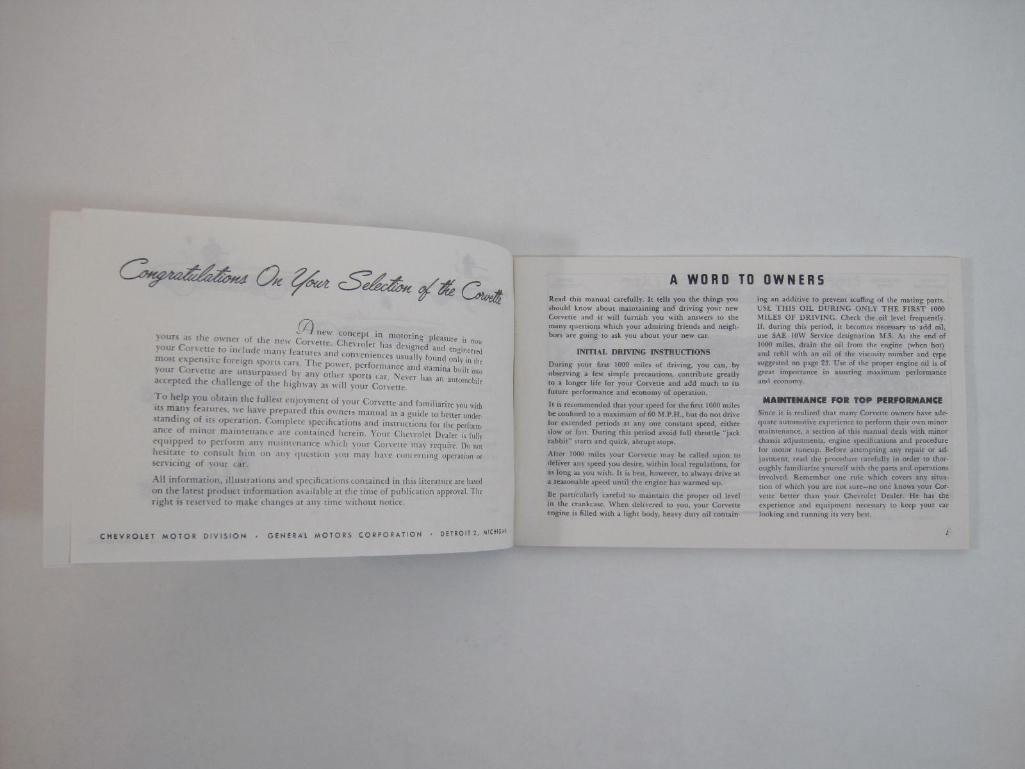 Congratulations On Your Selection of the Corvette
A new concept in motoring pleasure is now
yours as the owner of the new Corvette. Chevrolet has designed and engineered
your Corvette to include many features and conveniences usually found only in the
most expensive foreign sports cars. The power, performance and stamina built into
your Corvette are unsurpassed by any other sports car. Never has an automobile
accepted the challenge of the highway as will your Corvette.
To help you obtain the fullest enjoyment of your Corvette and familiarize you with
its many features, we have prepared this owners manual as a guide to better under-
standing of its operation. Complete specifications and instructions for the perform-
ance of minor maintenance are contained herein. Your Chevrolet Dealer is fully
equipped to perform any maintenance which your Corvette may require. Do not
hesitate to consult him on any question you may have concerning operation or
servicing of your car.
All information, illustrations and specifications contained in this literature are based
on the latest product information available at the time of publication approval. The
right is reserved to make changes at any time without notice.
CHEVROLET MOTOR DIVISION • GENERAL MOTORS CORPORATION • DETROIT 2, MICHIGAN
A WORD TO OWNERS
Read this manual carefully. It tells you the things you
should know about maintaining and driving your new
Corvette and it will furnish you with answers to the
many questions which your admiring friends and neigh-
bors are going to ask you about your new car.
INITIAL DRIVING INSTRUCTIONS
During your first 1000 miles of driving, you can, by
observing a few simple precautions, contribute greatly
to a longer life for your Corvette and add much to its
future performance and economy of operation.
It is recommended that your speed for the first 1000 miles
be confined to a maximum of 60 M.P.H., but do not drive
for extended periods at any one constant speed, either
slow or fast. During this period avoid full throttle "jack
rabbit" starts and quick, abrupt stops.
After 1000 miles your Corvette may be called upon to
deliver any speed you desire, within local regulations, for
as long as you wish. It is best, however, to always drive at
a reasonable speed until the engine has warmed up.
Be particularly careful to maintain the proper oil level
in the crankcase. When delivered to you, your Corvette
engine is filled with a light body, heavy duty oil contain-
ing an additive to prevent scuffing of the mating parts.
USE THIS OIL DURING ONLY THE FIRST 1000
MILES OF DRIVING. Check the oil level frequently.
If, during this period, it becomes necessary to add oil,
use SAE 10W Service designation M.S. At the end of
1000 miles, drain the oil from the engine (when hot)
and refill with an oil of the viscosity number and type
suggested on page 23. Use of the proper engine oil is of
great importance in assuring maximum performance
and economy.
MAINTENANCE FOR TOP PERFORMANCE
Since it is realized that many Corvette owners have ade-
quate automotive experience to perform their own minor
maintenance, a section of this manual deals with minor
chassis adjustments, engine specifications and procedure
for motor tuneup. Before attempting any repair or ad-
justment, read the procedure carefully in order to thor-
oughly familiarize yourself with the parts and operations
involved. Remember one rule which covers any situa-
tion of which you are not sure—no one knows your Cor-
vette better than your Chevrolet Dealer. He has the
experience and equipment necessary to keep your car
looking and running its very best.